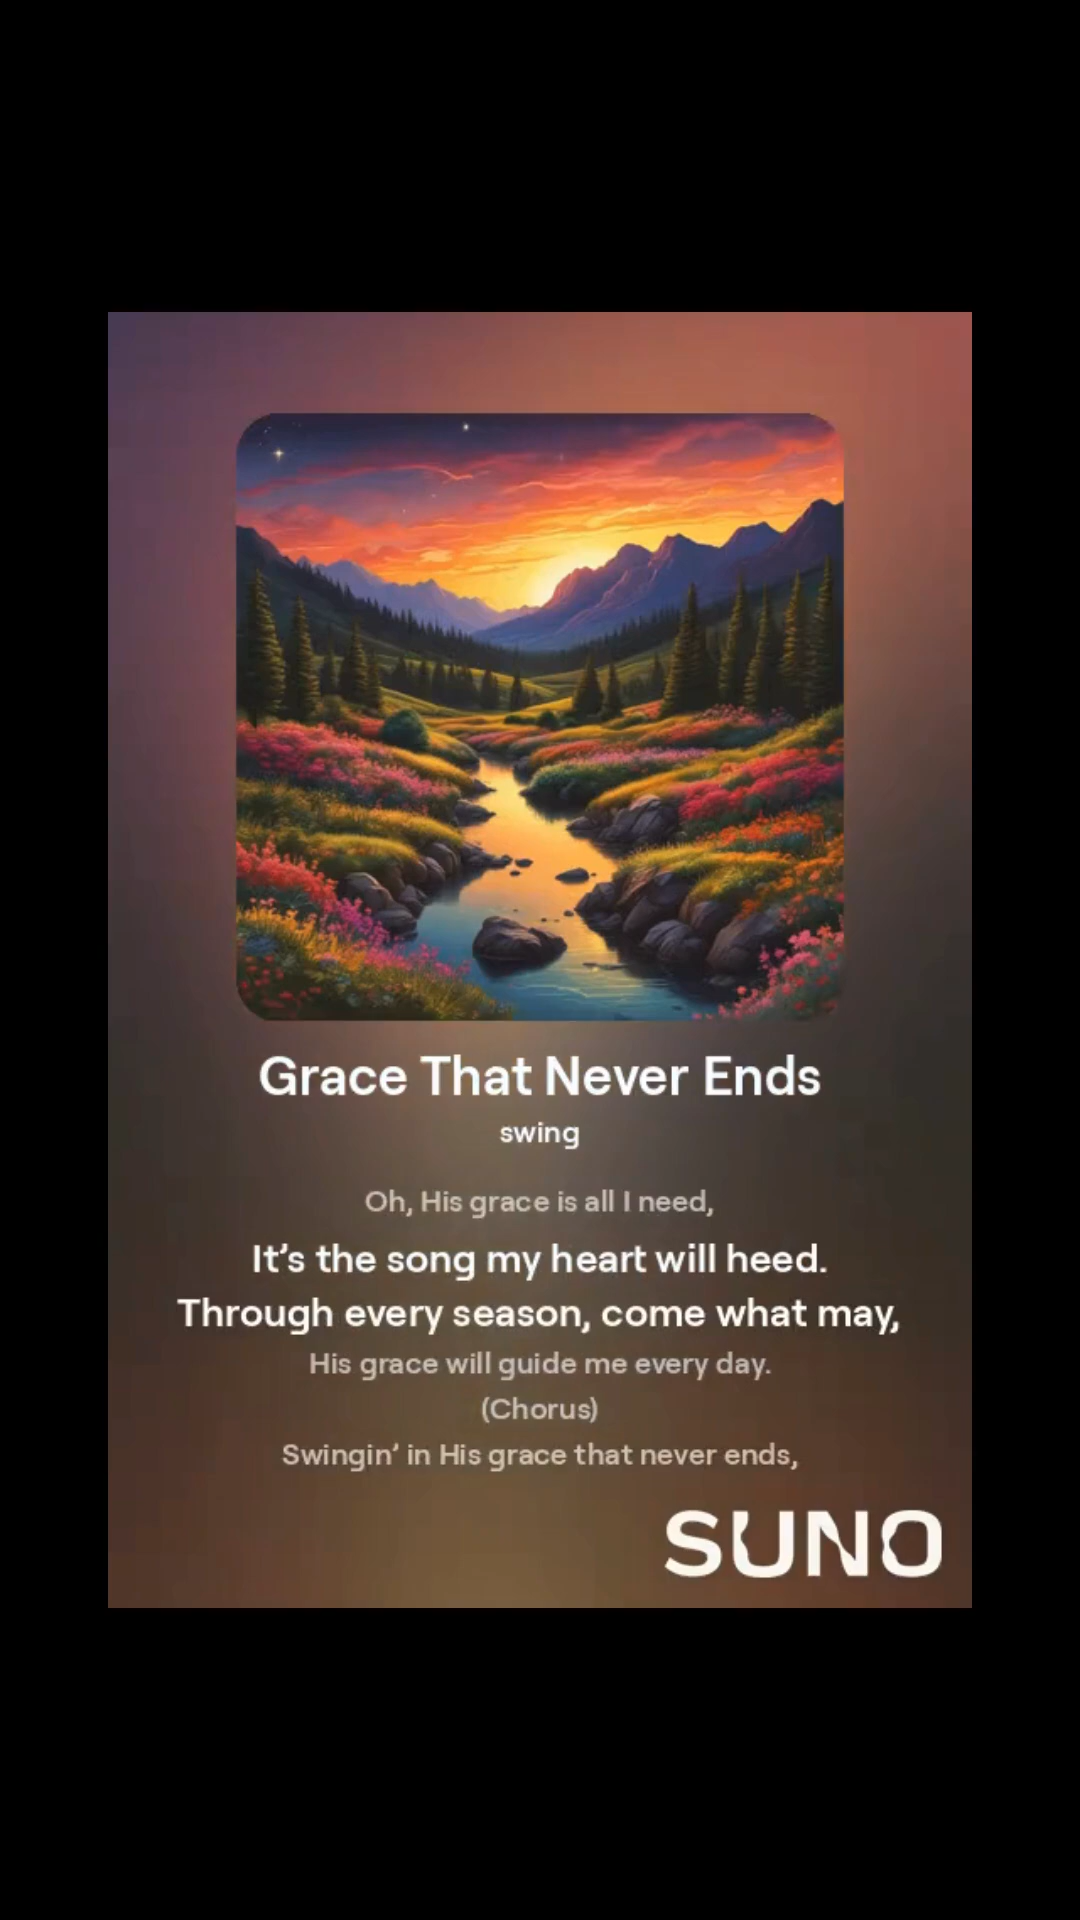 Grace That Never Ends
swing
Oh, His grace is all I need,
It’s the song my heart will heed.
Through every season, come what may,
His grace will guide me every day.
(Chorus)
Swingin’ in His grace that never ends,
SUNO